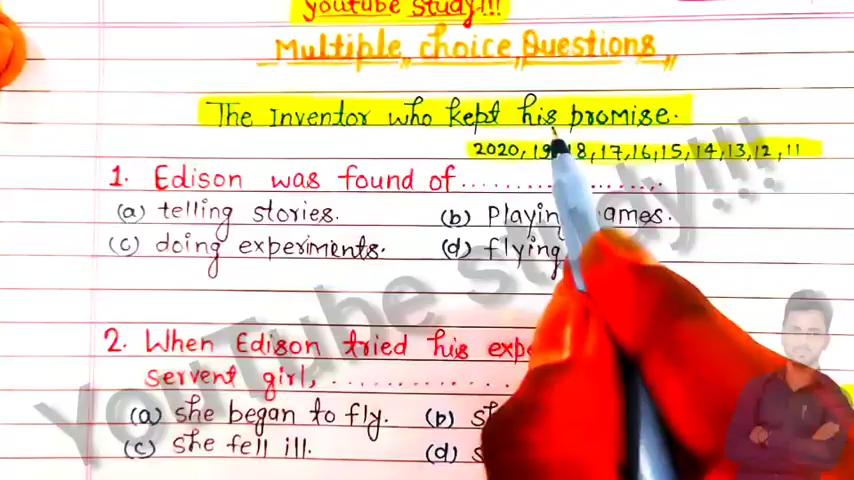 youtube study!!!
Multiple choice Questions
The Inventor who kept his promise.
2020, 19, 18, 17, 16, 15, 14, 13, 12, 11
1. Edison was found of..................
(a) telling stories. (b) Playing games.
(c) doing experiments. (d) flying
2. When Edison tried his
servent girl, ..............
(a) she began to fly. (b)
(c) she fell ill. (d)
YouTube study!!!